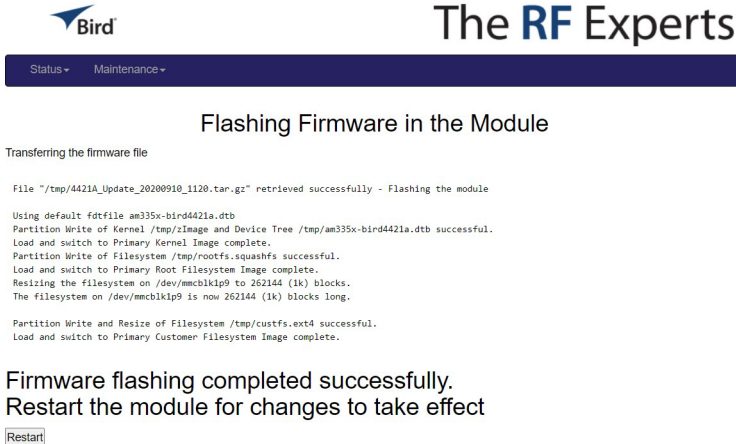 Bird
The RF Experts
Status Maintenance
Flashing Firmware in the Module
Transferring the firmware file
File "/tmp/4421A_Update_20200910_1120.tar.gz" retrieved successfully - Flashing the module
Using default fdtfile am335x-bird4421a.dtb
Partition Write of Kernel /tmp/zImage and Device Tree /tmp/am335x-bird4421a.dtb successful.
Load and switch to Primary Kernel Image complete.
Partition Write of Filesystem /tmp/rootfs.squashfs successful.
Load and switch to Primary Root Filesystem Image complete.
Resizing the filesystem on /dev/mmcblk1p9 to 262144 (1k) blocks.
The filesystem on /dev/mmcblk1p9 is now 262144 (1k) blocks long.
Partition Write and Resize of Filesystem /tmp/custfs.ext4 successful.
Load and switch to Primary Customer Filesystem Image complete.
Firmware flashing completed successfully.
Restart the module for changes to take effect
Restart